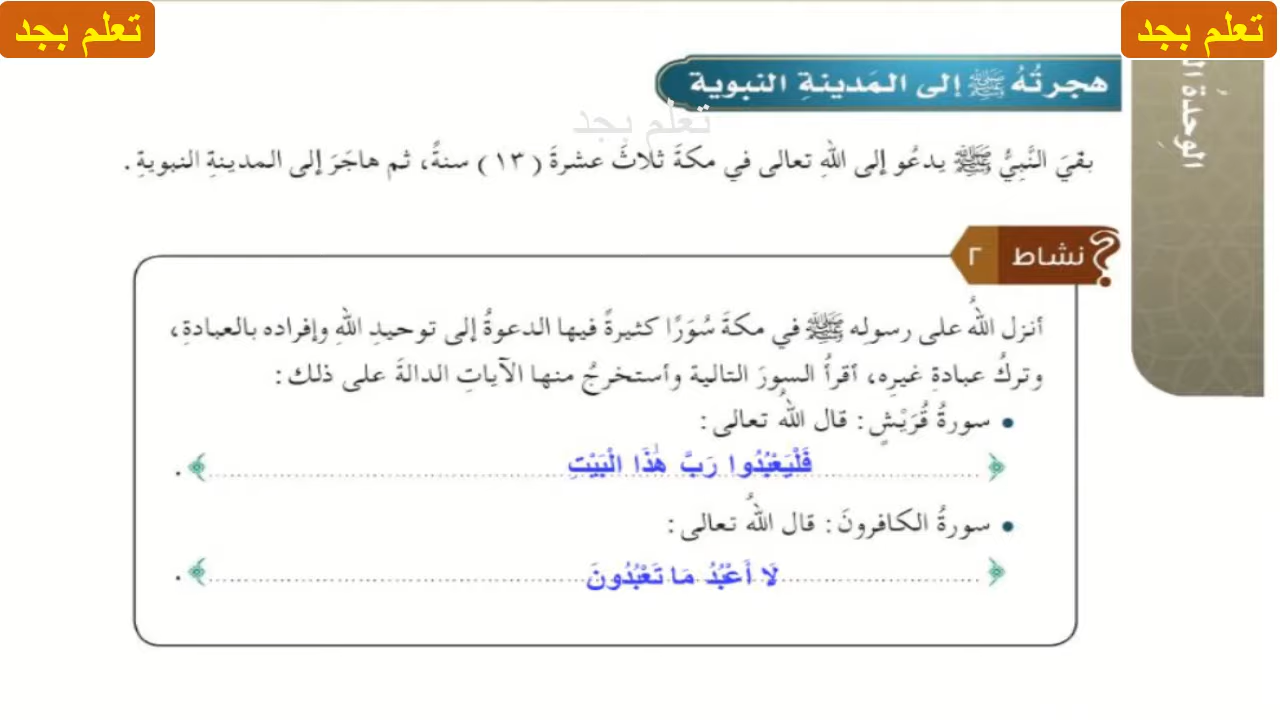 تعلم بجد
تعلم بجد
هجرتُهُ ﷺ إلى المَدينةِ النبوية
تعلم بجد
بقيَ النَّبِيُّ ﷺ يدعُو إلى اللهِ تعالى في مكةَ ثلاثَ عشرةَ (١٣) سنةً، ثم هاجَرَ إلى المدينةِ النبويةِ.
نشاط ٢
أنزل اللهُ على رسولِه ﷺ في مكةَ سُوَرًا كثيرةً فيها الدعوةُ إلى توحيدِ اللهِ وإفراده بالعبادةِ،
وتركُ عبادةِ غيرِه، أقرأُ السورَ التالية وأستخرجُ منها الآياتِ الدالةَ على ذلك:
• سورةُ قُرَيْشٍ: قال اللهُ تعالى:
﴿ فَلْيَعْبُدُوا رَبَّ هَٰذَا الْبَيْتِ ﴾.
• سورةُ الكافرونَ: قال اللهُ تعالى:
﴿ لَا أَعْبُدُ مَا تَعْبُدُونَ ﴾.
الوحدةُ